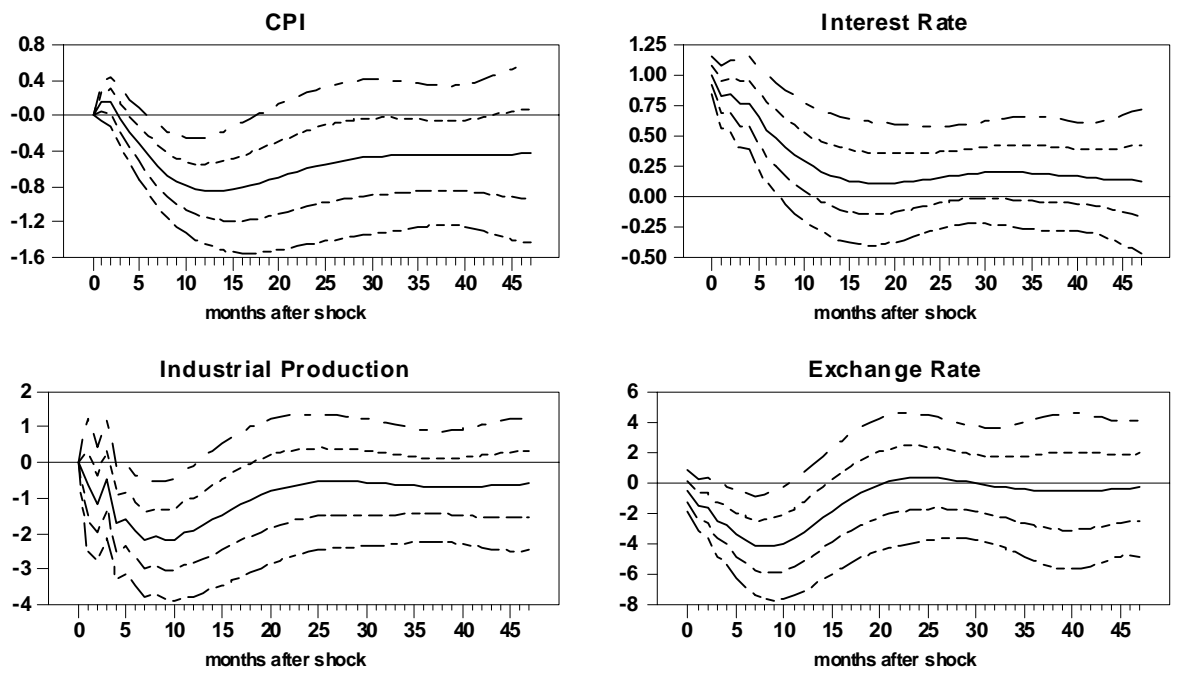 CPI
0.8
0.4
-0.0
-0.4
-0.8
-1.2
-1.6
0 5 10 15 20 25 30 35 40 45
months after shock
Interest Rate
1.25
1.00
0.75
0.50
0.25
0.00
-0.25
-0.50
0 5 10 15 20 25 30 35 40 45
months after shock
Industrial Production
2
1
0
-1
-2
-3
-4
0 5 10 15 20 25 30 35 40 45
months after shock
Exchange Rate
6
4
2
0
-2
-4
-6
-8
0 5 10 15 20 25 30 35 40 45
months after shock